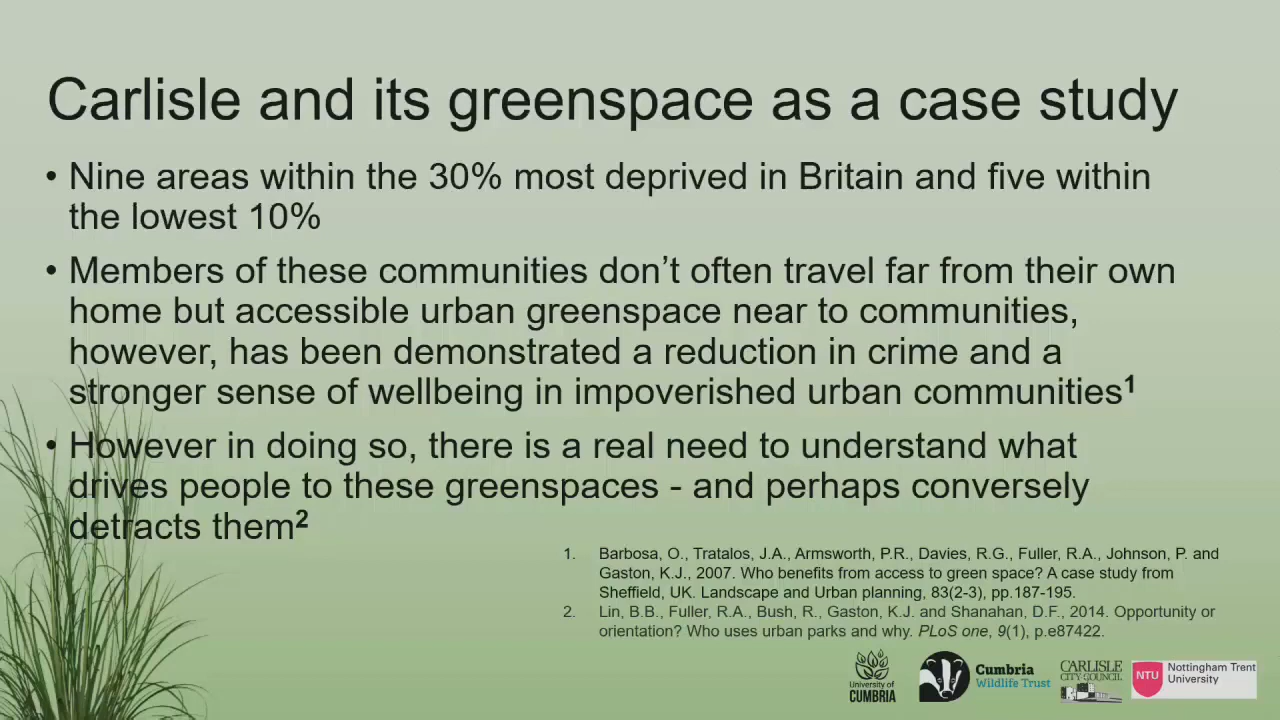 Carlisle and its greenspace as a case study
• Nine areas within the 30% most deprived in Britain and five within
the lowest 10%
• Members of these communities don’t often travel far from their own
home but accessible urban greenspace near to communities,
however, has been demonstrated a reduction in crime and a
stronger sense of wellbeing in impoverished urban communities¹
• However in doing so, there is a real need to understand what
drives people to these greenspaces - and perhaps conversely
detracts them²
1. Barbosa, O., Tratalos, J.A., Armsworth, P.R., Davies, R.G., Fuller, R.A., Johnson, P. and
Gaston, K.J., 2007. Who benefits from access to green space? A case study from
Sheffield, UK. Landscape and Urban planning, 83(2-3), pp.187-195.
2. Lin, B.B., Fuller, R.A., Bush, R., Gaston, K.J. and Shanahan, D.F., 2014. Opportunity or
orientation? Who uses urban parks and why. PLoS one, 9(1), p.e87422.
University of
CUMBRIA
Cumbria
Wildlife Trust
CARLISLE
CITY COUNCIL
NTU
Nottingham Trent
University